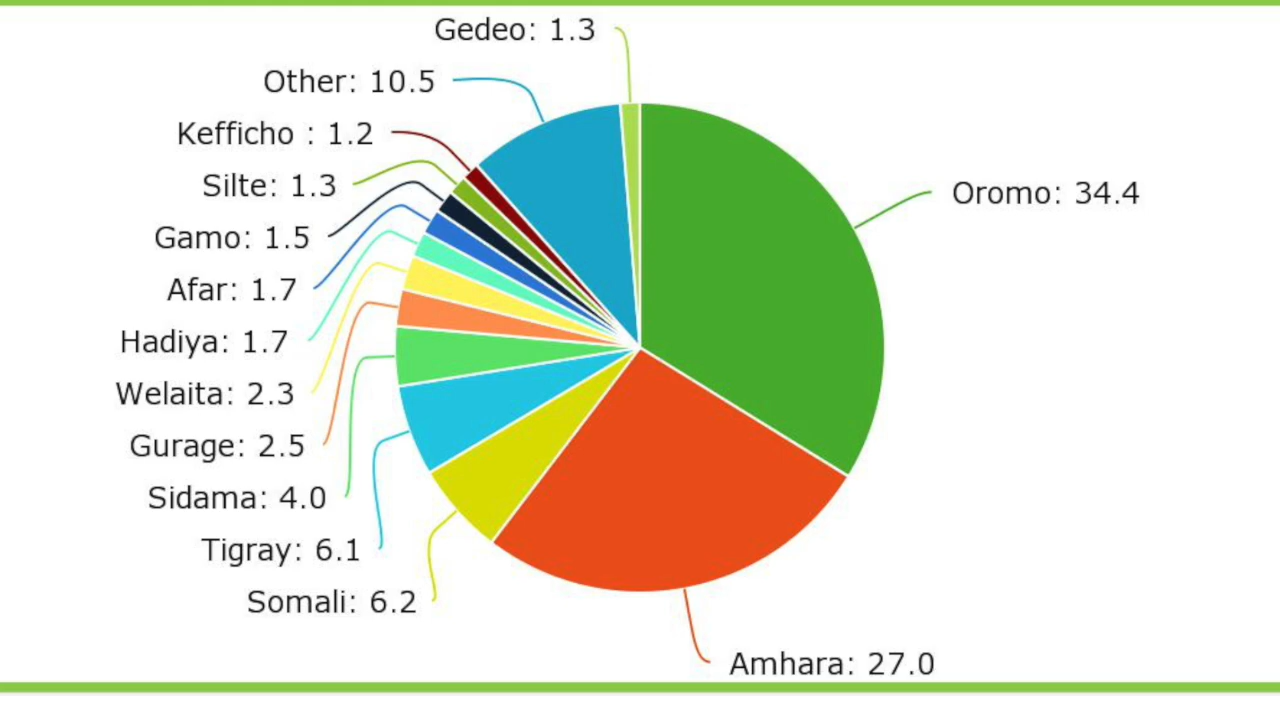 Gedeo: 1.3
Other: 10.5
Kefficho : 1.2
Silte: 1.3
Oromo: 34.4
Gamo: 1.5
Afar: 1.7
Hadiya: 1.7
Welaita: 2.3
Gurage: 2.5
Sidama: 4.0
Tigray: 6.1
Somali: 6.2
Amhara: 27.0